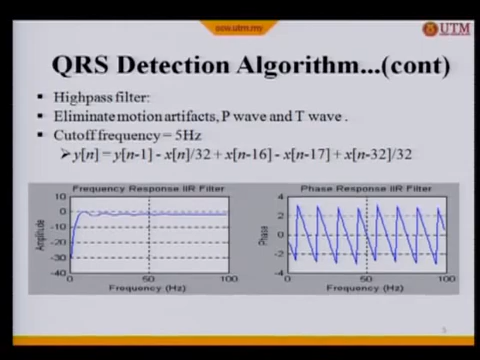 www.utm.my
UTM
QRS Detection Algorithm...(cont)
▪ Highpass filter:
▪ Eliminate motion artifacts, P wave and T wave .
▪ Cutoff frequency = 5Hz
➢ y[n] = y[n-1] - x[n]/32 + x[n-16] - x[n-17] + x[n-32]/32
Frequency Response IIR Filter
Amplitude
10
0
-10
-20
-30
-40
0 50 100
Frequency (Hz)
Phase Response IIR Filter
Phase
4
2
0
-2
-4
0 50 100
Frequency (Hz)